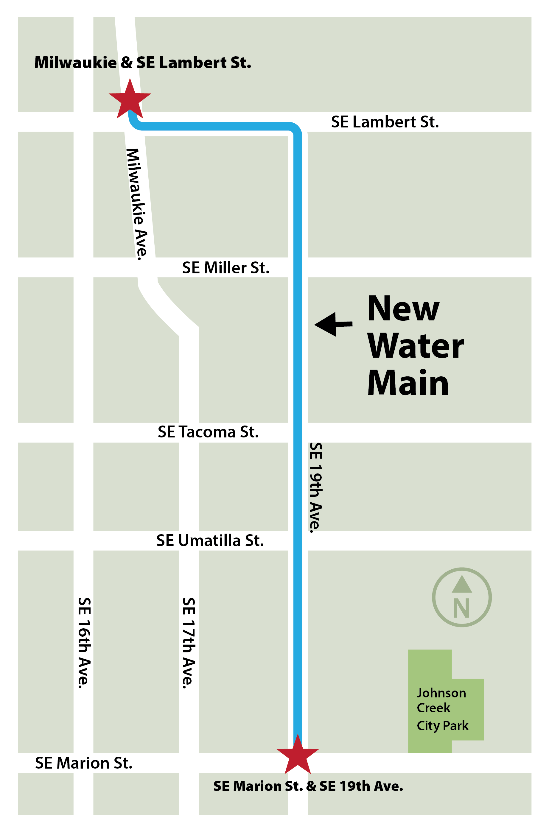 Milwaukie & SE Lambert St.
SE Lambert St.
Milwaukie Ave.
SE Miller St.
New
Water
Main
SE Tacoma St.
SE 19th Ave.
SE Umatilla St.
N
SE 16th Ave.
SE 17th Ave.
Johnson
Creek
City Park
SE Marion St.
SE Marion St. & SE 19th Ave.